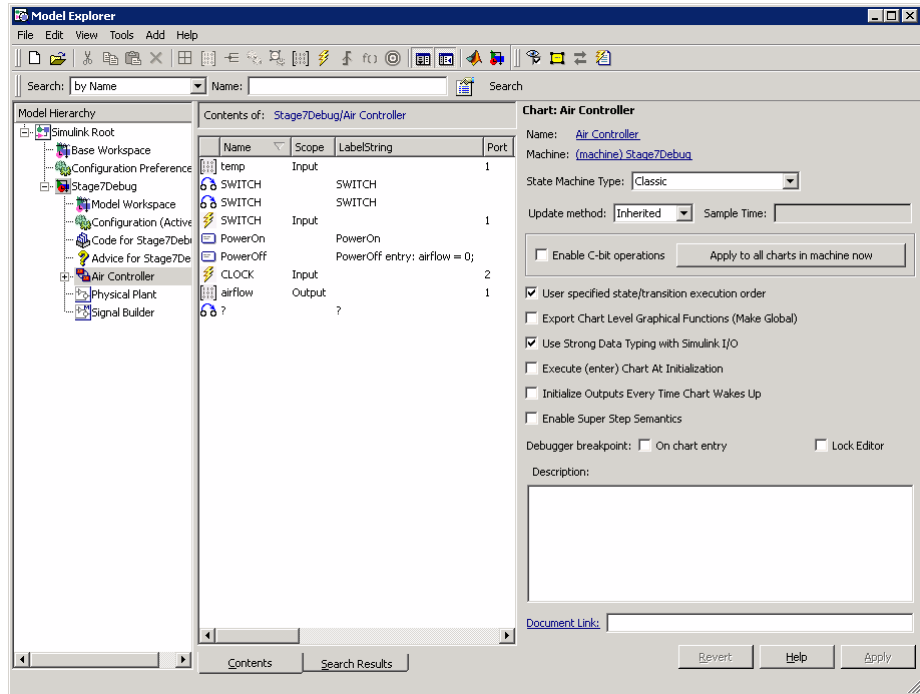 Model Explorer
File Edit View Tools Add Help
Search: by Name Name: Search
Model Hierarchy
Simulink Root
Base Workspace
Configuration Preference
Stage7Debug
Model Workspace
Configuration (Active
Code for Stage7Deb
Advice for Stage7De
Air Controller
Physical Plant
Signal Builder
Contents of: Stage7Debug/Air Controller
Name Scope LabelString Port
temp Input 1
SWITCH SWITCH
SWITCH SWITCH
SWITCH Input 1
PowerOn PowerOn
PowerOff PowerOff entry: airflow = 0;
CLOCK Input 2
airflow Output 1
? ?
Contents Search Results
Chart: Air Controller
Name: Air Controller
Machine: (machine) Stage7Debug
State Machine Type: Classic
Update method: Inherited Sample Time:
Enable C-bit operations Apply to all charts in machine now
User specified state/transition execution order
Export Chart Level Graphical Functions (Make Global)
Use Strong Data Typing with Simulink I/O
Execute (enter) Chart At Initialization
Initialize Outputs Every Time Chart Wakes Up
Enable Super Step Semantics
Debugger breakpoint: On chart entry Lock Editor
Description:
Document Link:
Revert Help Apply